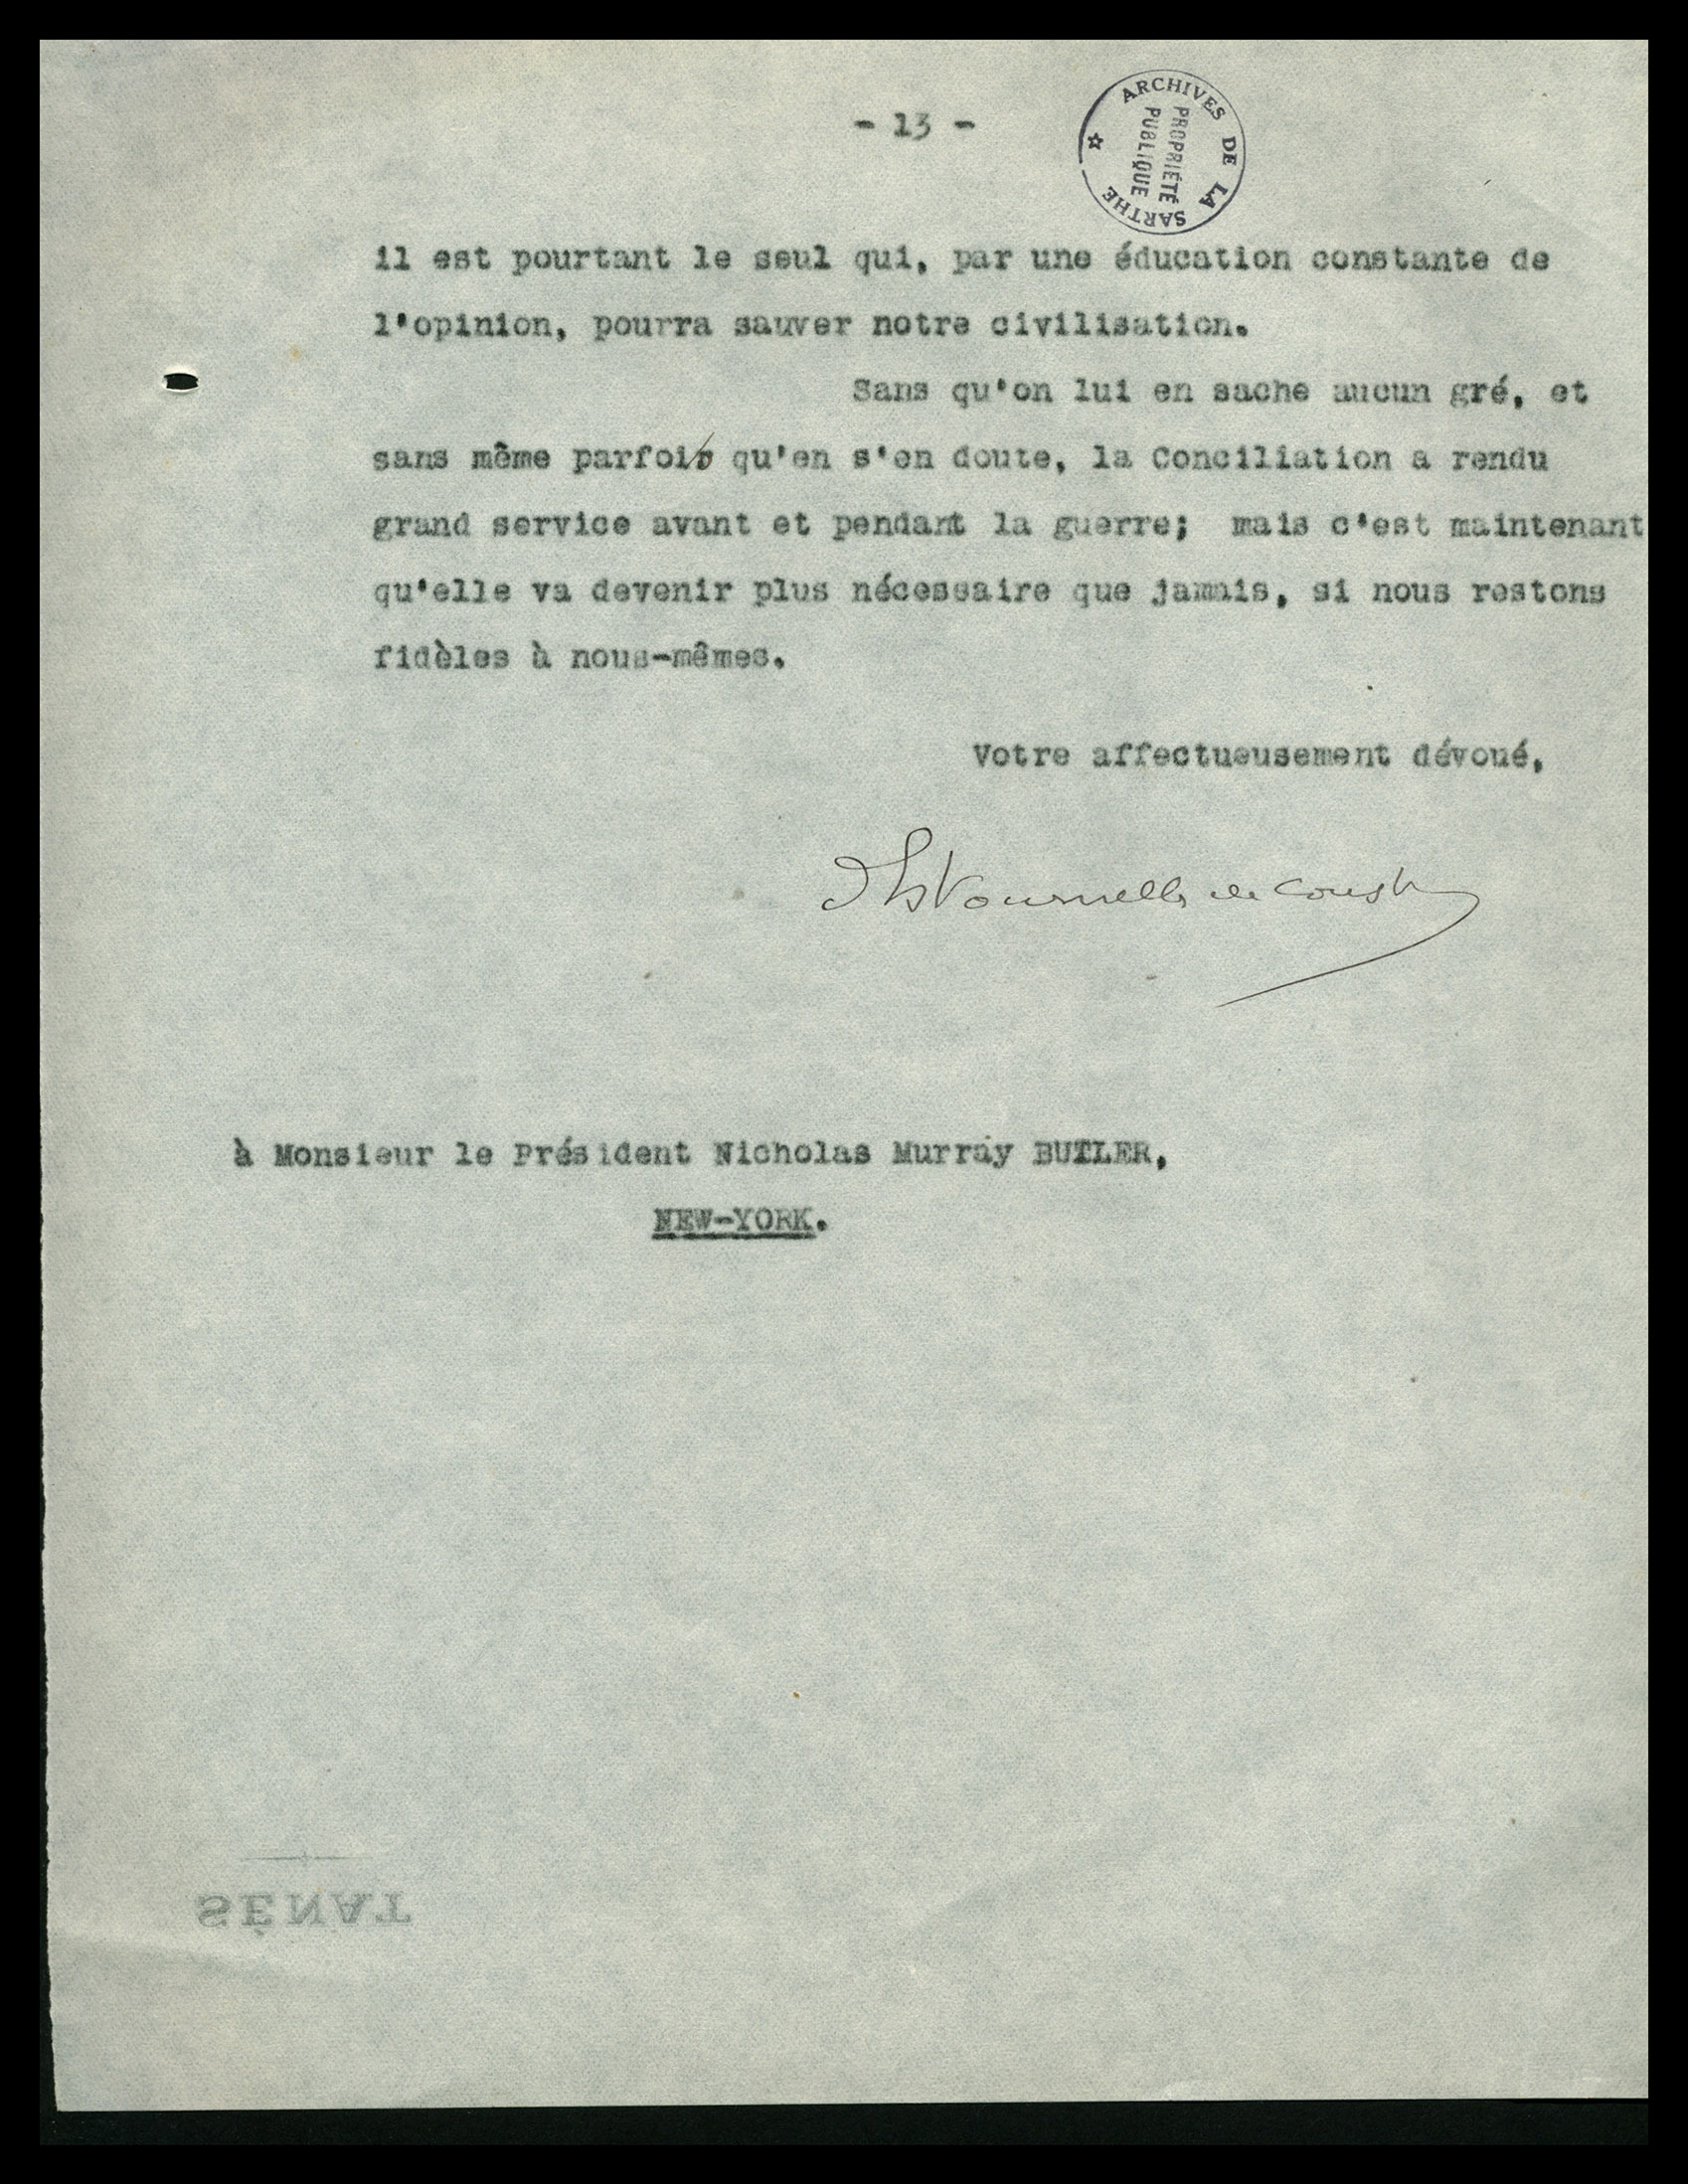 - 13 -
ARCHIVES DE LA SARTHE
PROPRIÉTÉ
PUBLIQUE
il est pourtant le seul qui, par une éducation constante de
l'opinion, pourra sauver notre civilisation.
Sans qu'on lui en sache aucun gré, et
sans même parfois qu'en s'en doute, la Conciliation a rendu
grand service avant et pendant la guerre; mais c'est maintenant
qu'elle va devenir plus nécessaire que jamais, si nous restons
fidèles à nous-mêmes.
Votre affectueusement dévoué,
d'Estournelles de Constant
à Monsieur le Président Nicholas Murray BUTLER,
NEW-YORK.
SÉNAT